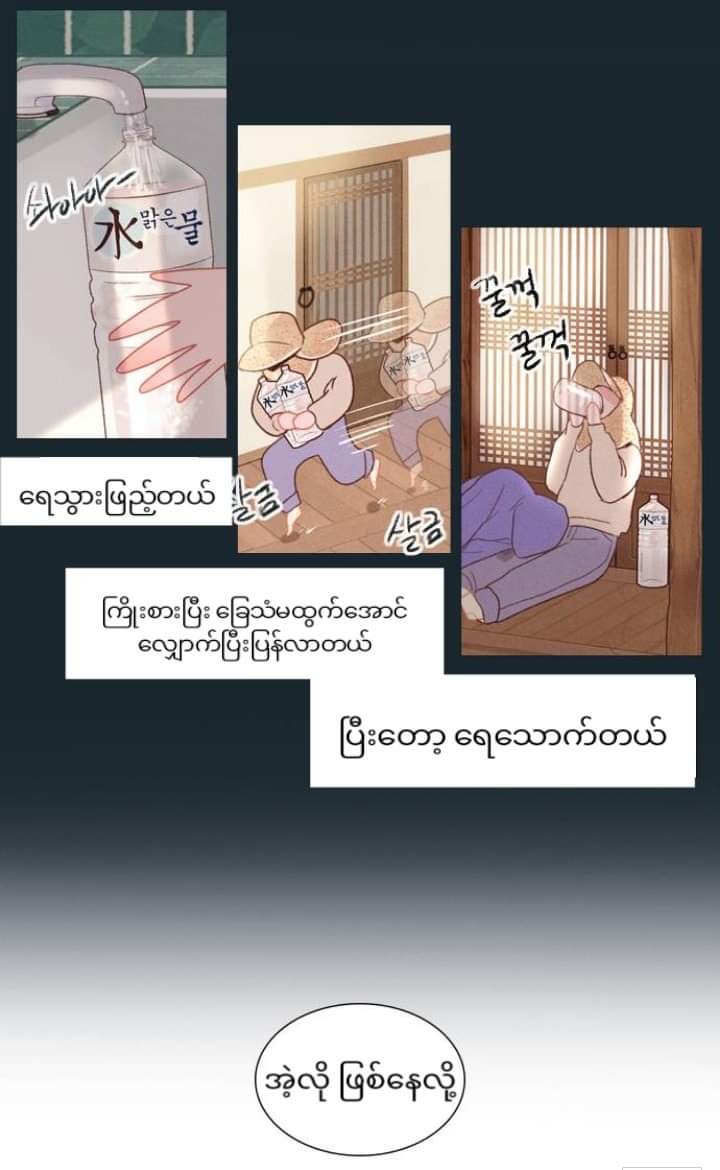 쏴아아~
水 맑은물
ရေသွားဖြည့်တယ်
水 水
살금
살금
ကြိုးစားပြီး ခြေသံမထွက်အောင်
လျှောက်ပြီးပြန်လာတယ်
꿀꺽
꿀꺽
水
ပြီးတော့ ရေသောက်တယ်
အဲ့လို ဖြစ်နေလို့